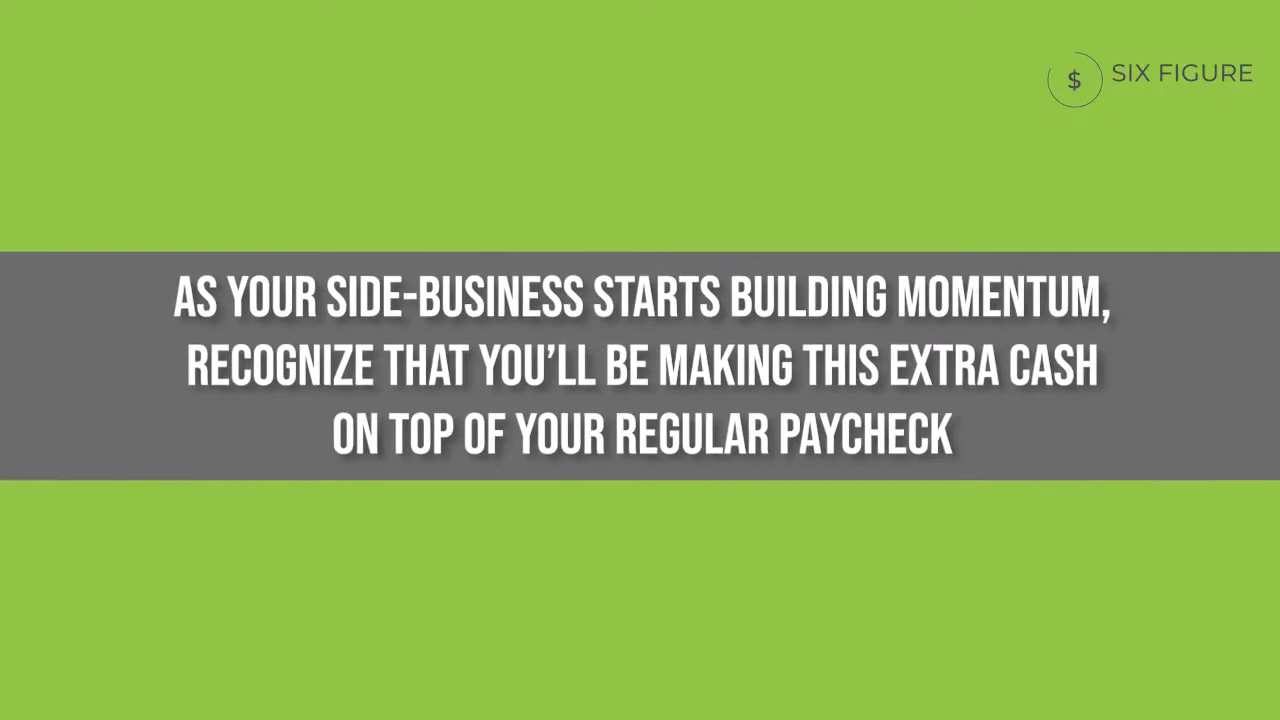 $ SIX FIGURE
AS YOUR SIDE-BUSINESS STARTS BUILDING MOMENTUM,
RECOGNIZE THAT YOU’LL BE MAKING THIS EXTRA CASH
ON TOP OF YOUR REGULAR PAYCHECK